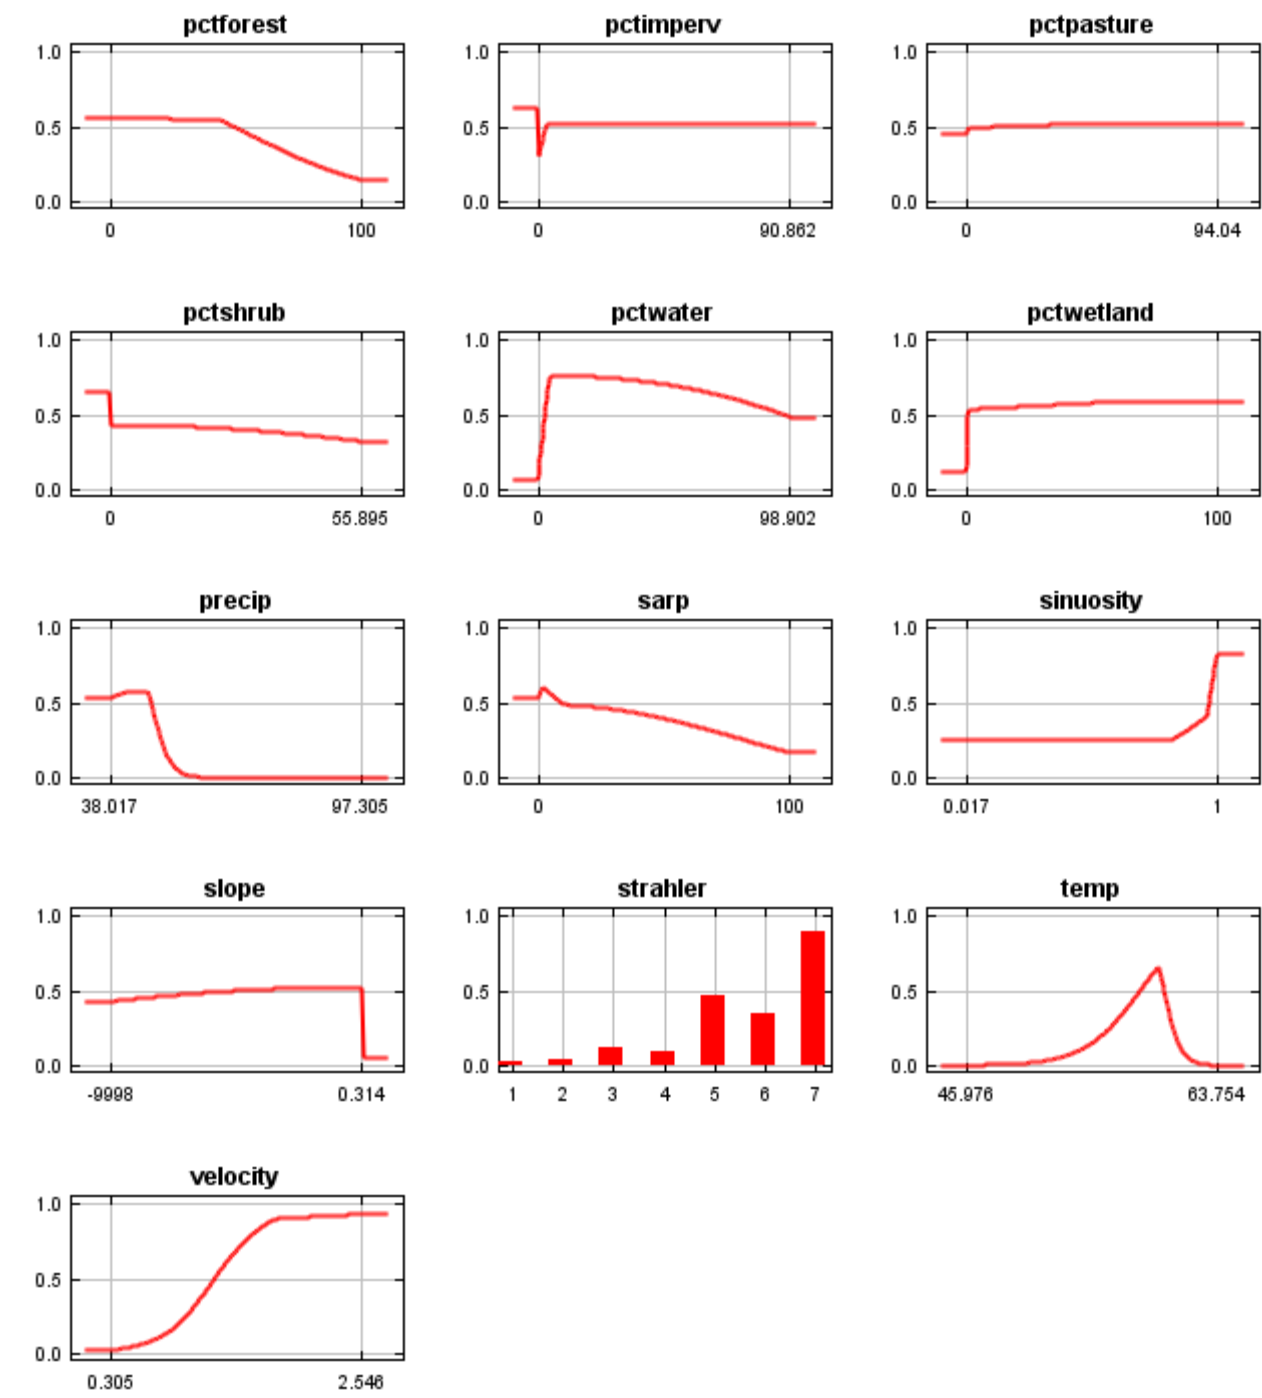 pctforest pctimperv pctpasture
1.0 1.0 1.0
0.5 0.5 0.5
0.0 0.0 0.0
0 100 0 90.862 0 94.04
pctshrub pctwater pctwetland
1.0 1.0 1.0
0.5 0.5 0.5
0.0 0.0 0.0
0 55.895 0 98.902 0 100
precip sarp sinuosity
1.0 1.0 1.0
0.5 0.5 0.5
0.0 0.0 0.0
38.017 97.305 0 100 0.017 1
slope strahler temp
1.0 1.0 1.0
0.5 0.5 0.5
0.0 0.0 0.0
-9998 0.314 1 2 3 4 5 6 7 45.976 63.754
velocity
1.0
0.5
0.0
0.305 2.546